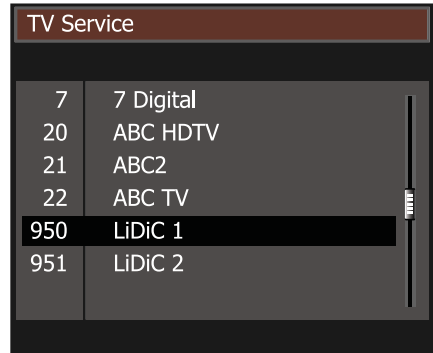 TV Service
7 7 Digital
20 ABC HDTV
21 ABC2
22 ABC TV
950 LiDiC 1
951 LiDiC 2